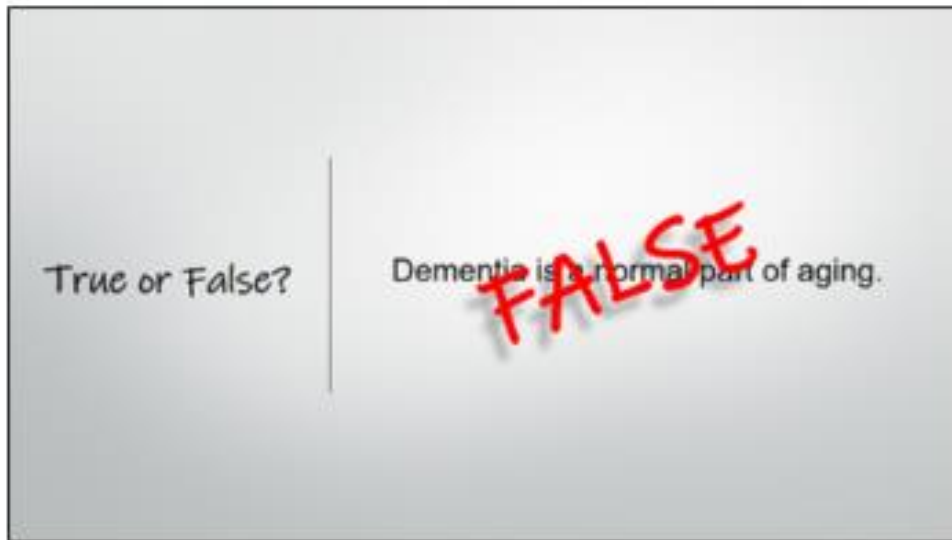 True or False?
Dementia is a normal part of aging.
FALSE